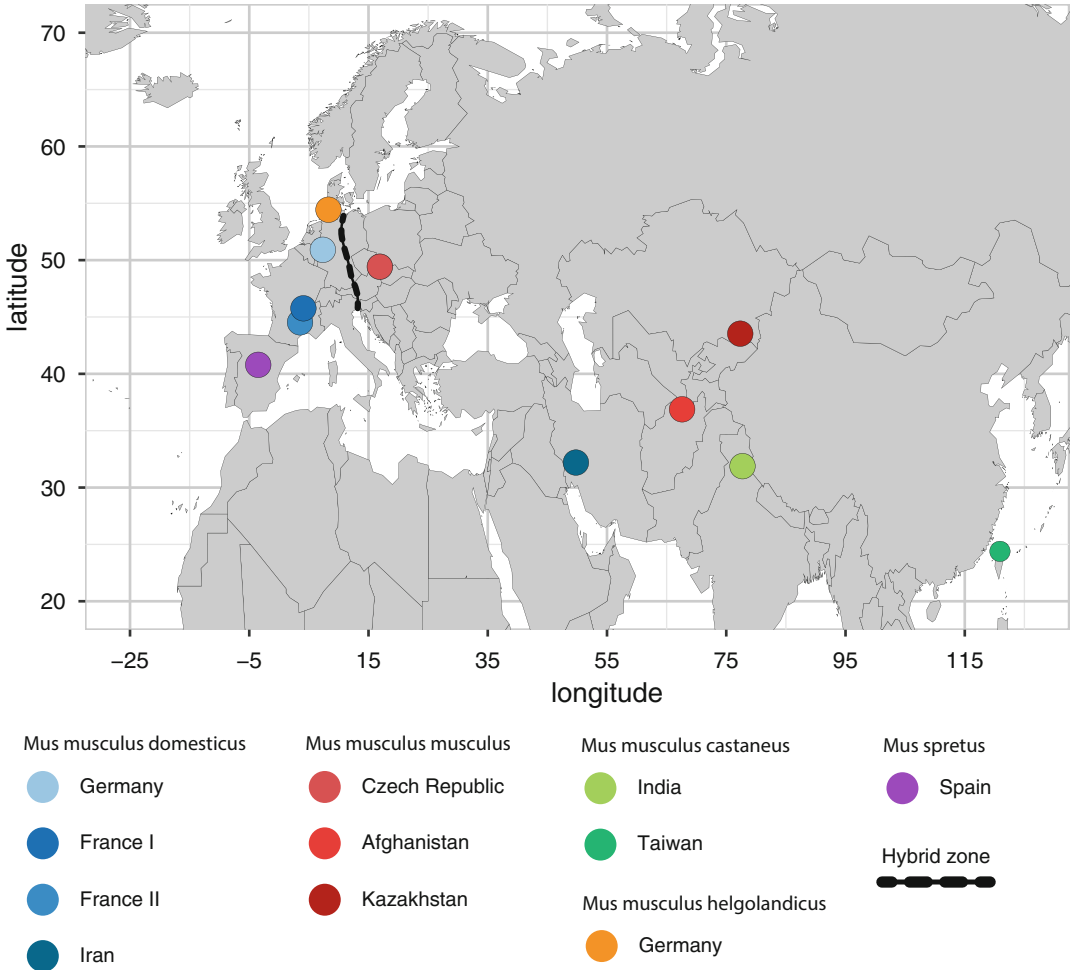 70
60
50
40
30
20
latitude
−25
−5
15
35
55
75
95
115
longitude
Mus musculus domesticus
Germany
France I
France II
Iran
Mus musculus musculus
Czech Republic
Afghanistan
Kazakhstan
Mus musculus castaneus
India
Taiwan
Mus musculus helgolandicus
Germany
Mus spretus
Spain
Hybrid zone